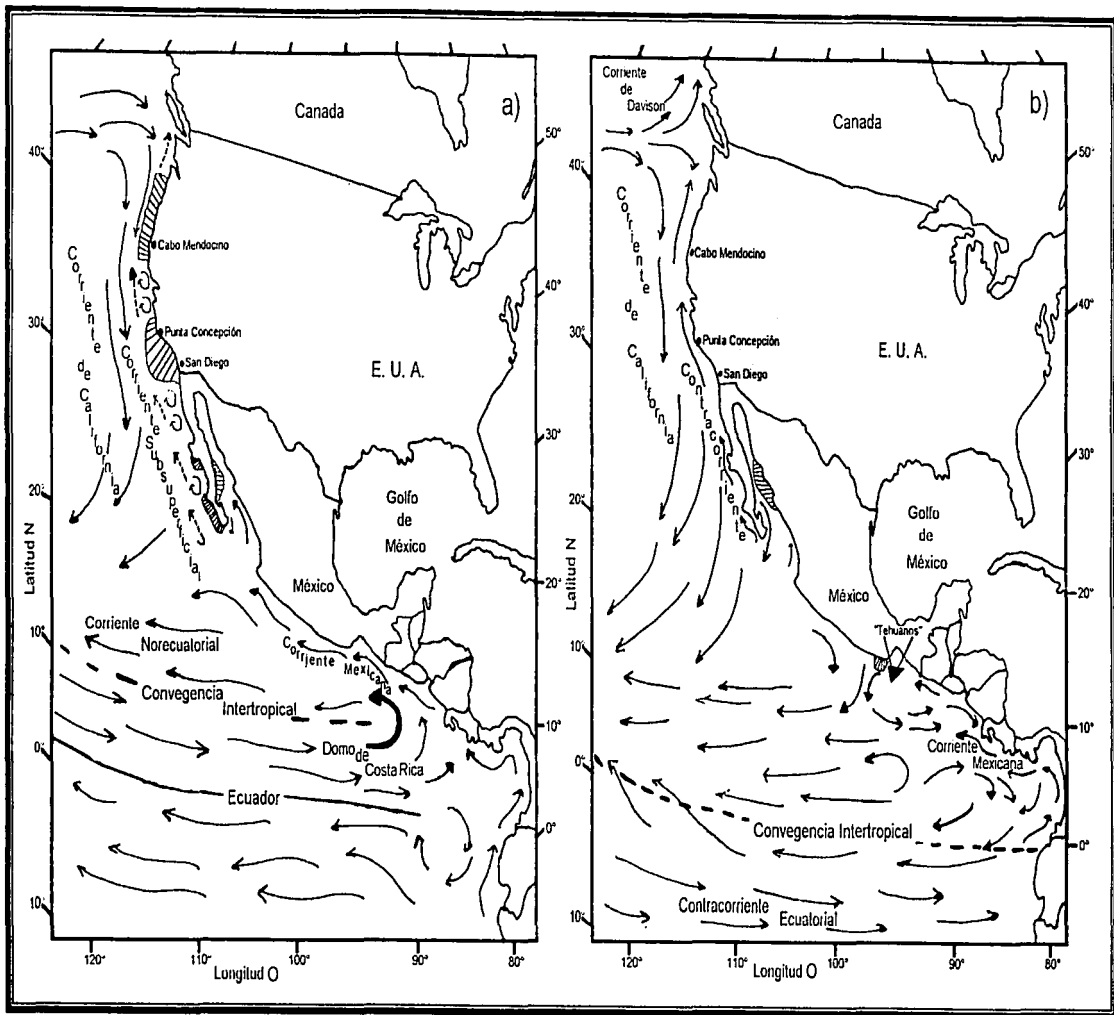 a)
Canada
50°
40°
Cabo Mendocino
40°
30°
Punta Concepción
San Diego
E. U. A.
Corriente de California
Corriente Subsuperficial
30°
20°
Golfo
de
México
Latitud N
México
20°
10°
Corriente
Norecuatorial
Corriente Mexicana
Convegencia
Intertropical
10°
0°
Domo de
Costa Rica
Ecuador
0°
10°
120°
110°
100°
90°
80°
Longitud O
b)
Corriente
de
Davison
Canada
50°
40°
Cabo Mendocino
40°
30°
Punta Concepción
San Diego
E. U. A.
Corriente de California
Contracorriente
30°
20°
Golfo
de
México
Latitud N
México
20°
"Tehuanos"
10°
10°
Corriente
Mexicana
0°
Convegencia Intertropical
0°
Contracorriente
Ecuatorial
10°
120°
110°
100°
90°
80°
Longitud O